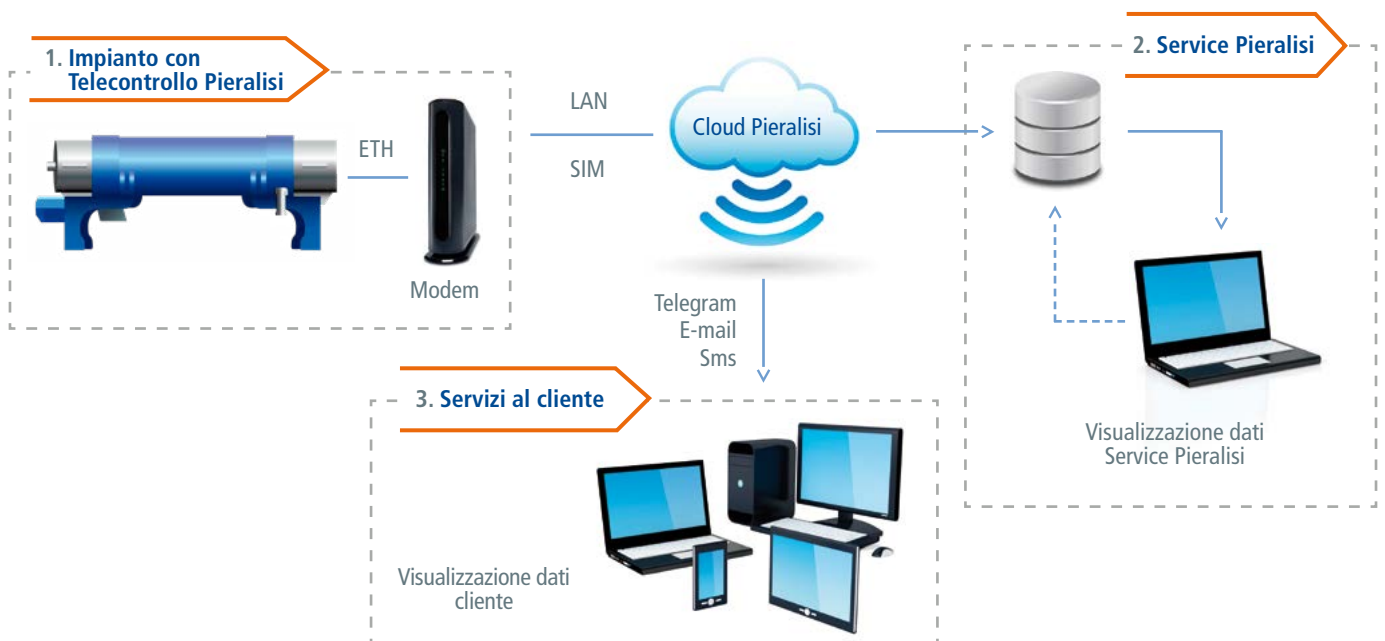 1. Impianto con
Telecontrollo Pieralisi
ETH
Modem
LAN
SIM
Cloud Pieralisi
2. Service Pieralisi
Visualizzazione dati
Service Pieralisi
Telegram
E-mail
Sms
3. Servizi al cliente
Visualizzazione dati
cliente